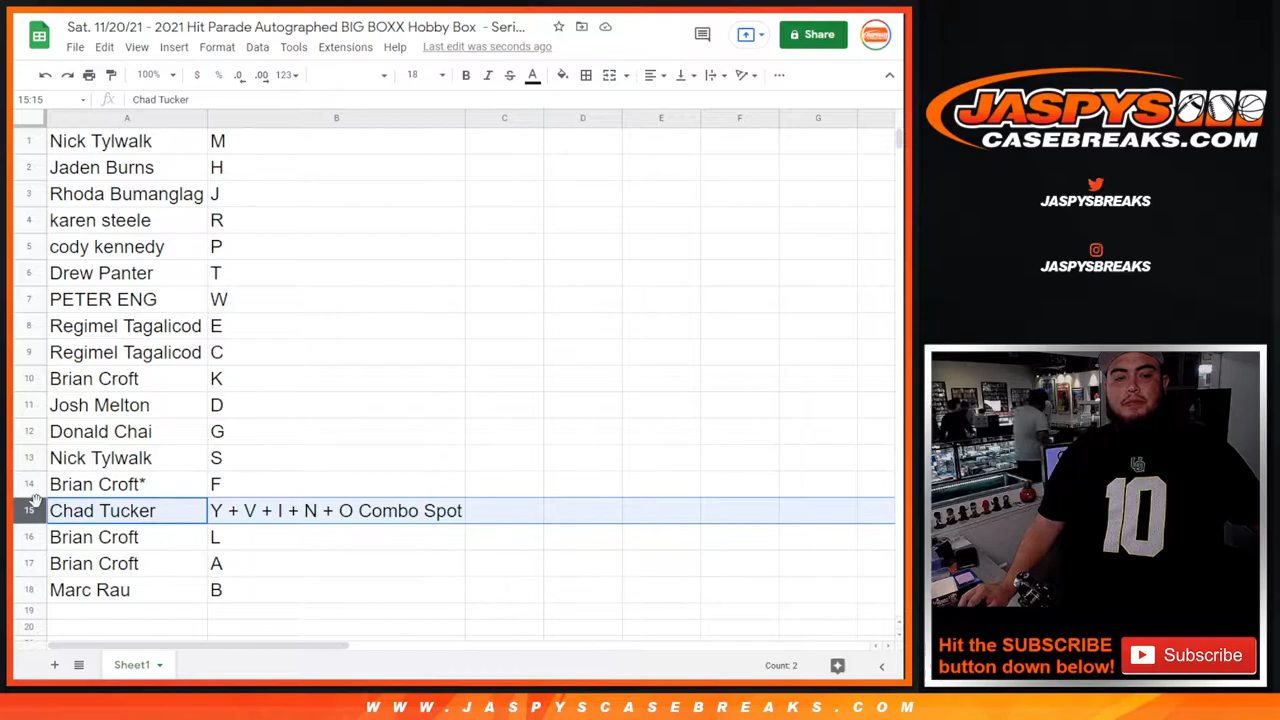 Sat. 11/20/21 - 2021 Hit Parade Autographed BIG BOXX Hobby Box - Seri...
File Edit View Insert Format Data Tools Extensions Help Last edit was seconds ago
Share
100% $ % .0 .00 123 18 B I S A
15:15 fx Chad Tucker
A B C D E F G
1 Nick Tylwalk M
2 Jaden Burns H
3 Rhoda Bumanglag J
4 karen steele R
5 cody kennedy P
6 Drew Panter T
7 PETER ENG W
8 Regimel Tagalicod E
9 Regimel Tagalicod C
10 Brian Croft K
11 Josh Melton D
12 Donald Chai G
13 Nick Tylwalk S
14 Brian Croft* F
15 Chad Tucker Y + V + I + N + O Combo Spot
16 Brian Croft L
17 Brian Croft A
18 Marc Rau B
19
20
Sheet1
Count: 2
JASPYS
CASEBREAKS.COM
JASPYSBREAKS
JASPYSBREAKS
10
Hit the SUBSCRIBE
button down below!
Subscribe
WWW.JASPYSCASEBREAKS.COM